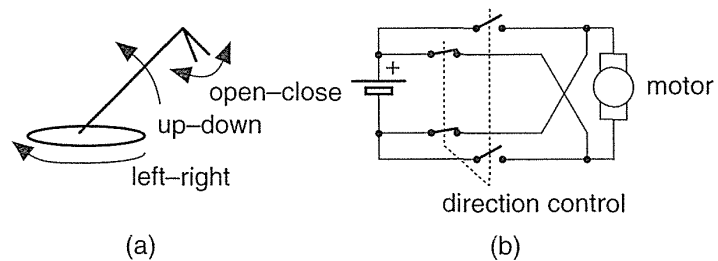 open–close
up–down
left–right
(a)
+
motor
direction control
(b)